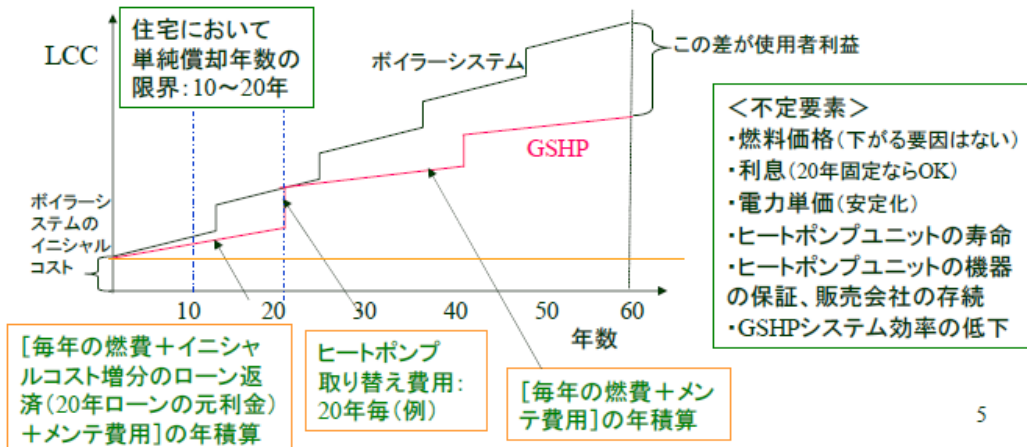 LCC
住宅において
単純償却年数の
限界：10～20年
ボイラーシステム
この差が使用者利益
GSHP
ボイラーシ
ステムの
イニシャル
コスト
10
20
30
40
50
60
年数
＜不定要素＞
・燃料価格（下がる要因はない）
・利息（20年固定ならOK）
・電力単価（安定化）
・ヒートポンプユニットの寿命
・ヒートポンプユニットの機器
の保証、販売会社の存続
・GSHPシステム効率の低下
［毎年の燃費＋イニシャ
ルコスト増分のローン返
済（20年ローンの元利金）
＋メンテ費用］の年積算
ヒートポンプ
取り替え費用：
20年毎（例）
［毎年の燃費＋メン
テ費用］の年積算
5